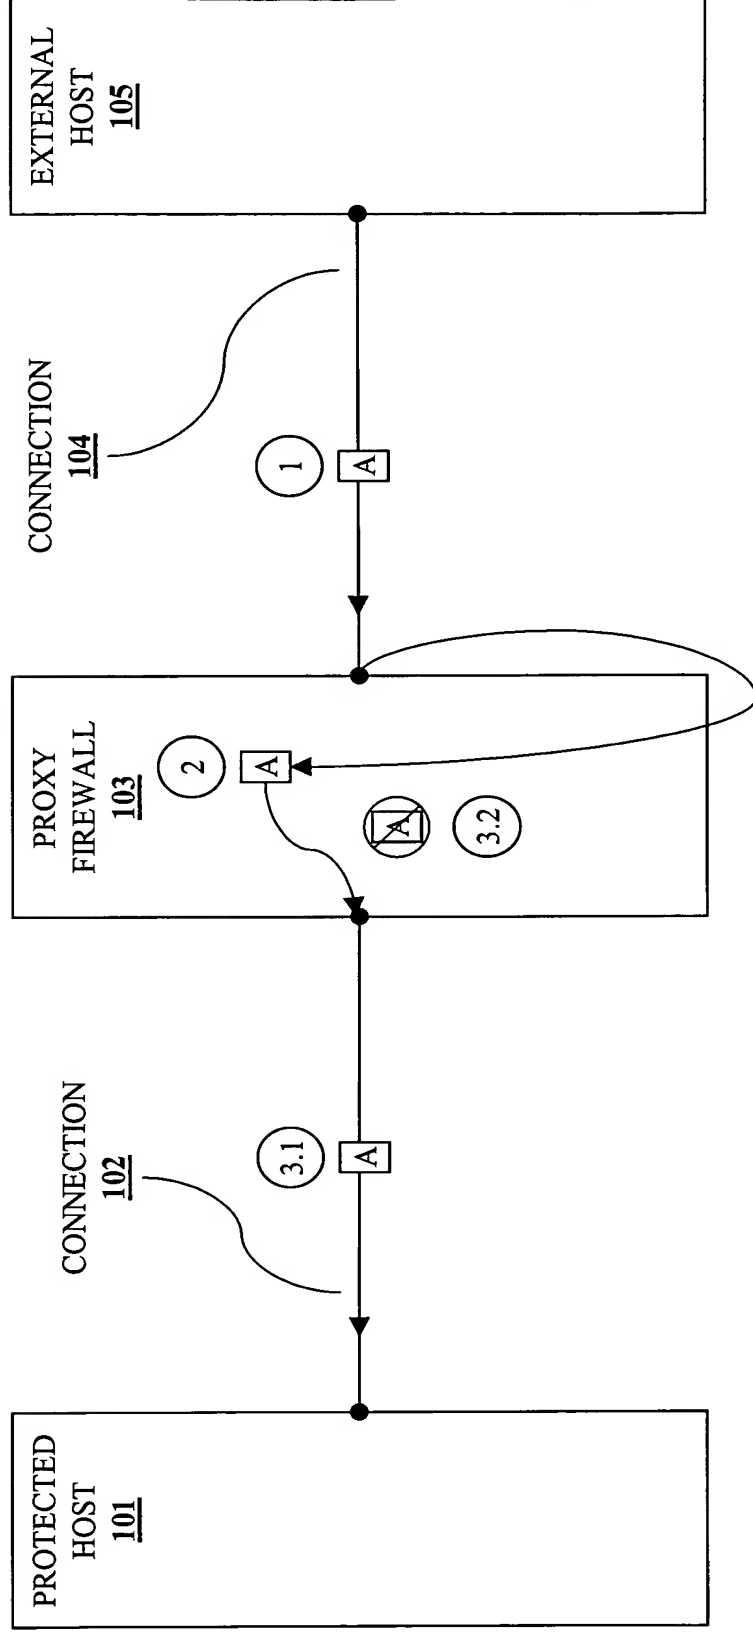 PROTECTED
HOST
101
CONNECTION
102
3.1
A
PROXY
FIREWALL
103
2
A
A
3.2
CONNECTION
104
1
A
EXTERNAL
HOST
105